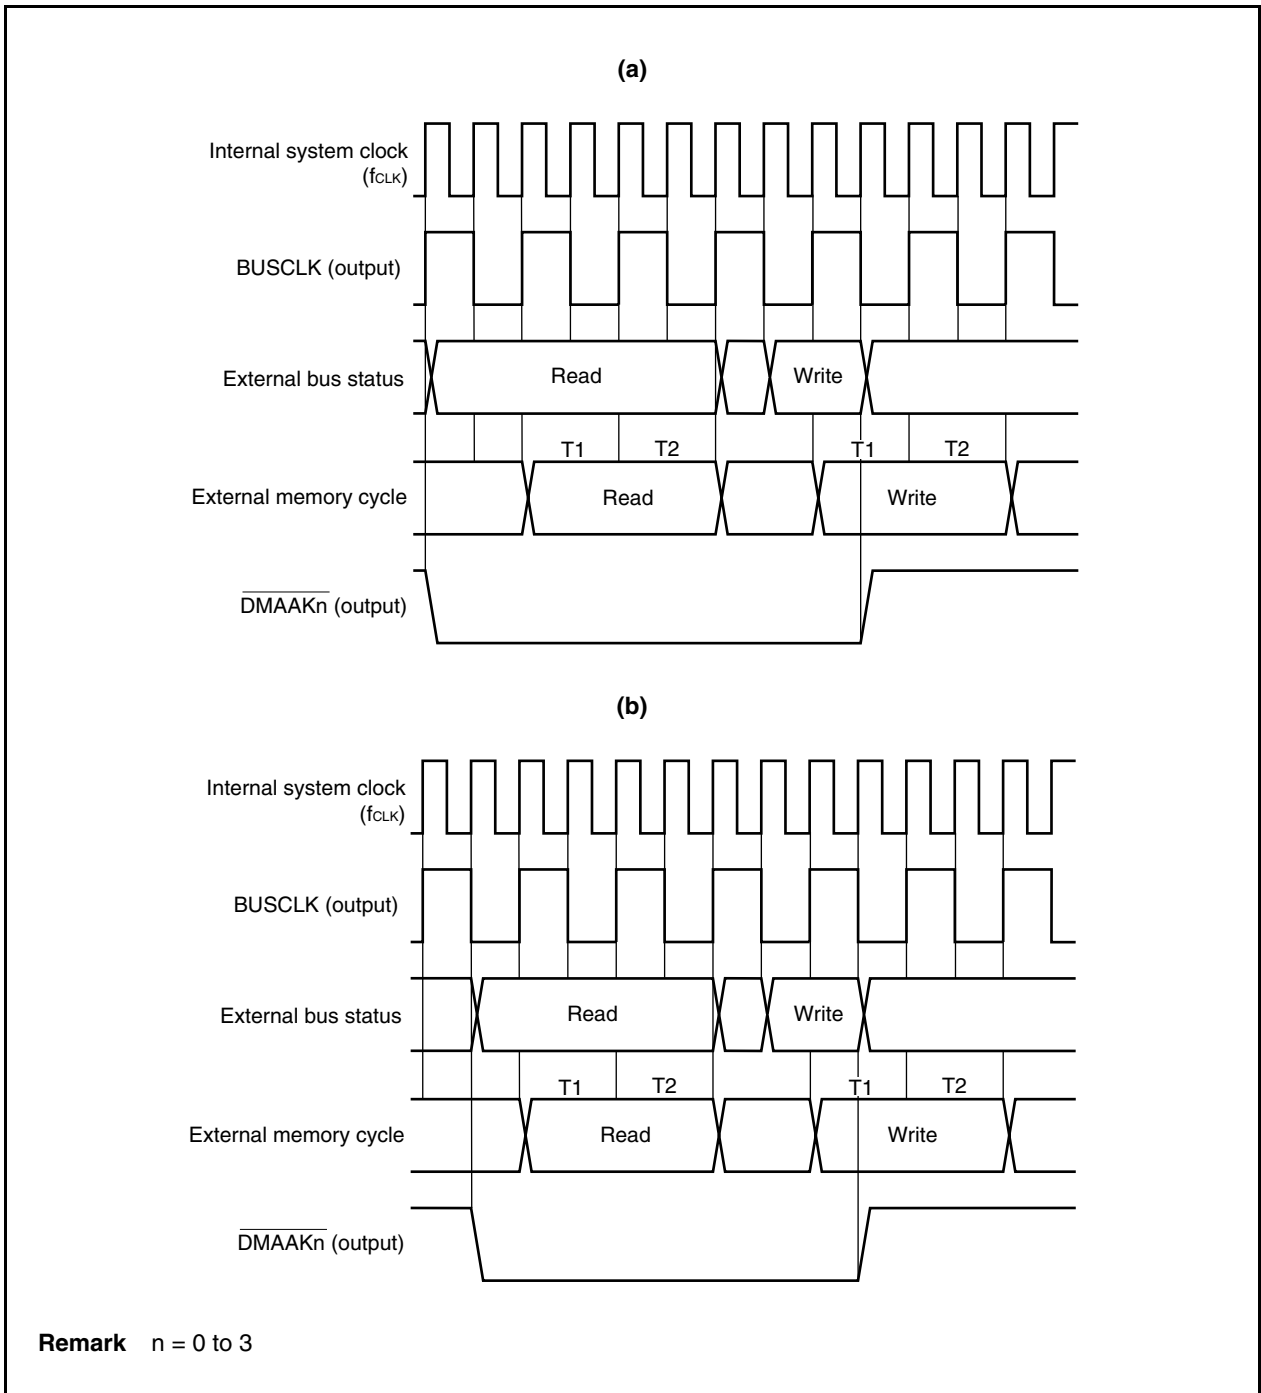 (a)
Internal system clock
(fCLK)
BUSCLK (output)
External bus status
Read
Write
T1
T2
T1
T2
External memory cycle
Read
Write
DMAAKn (output)
(b)
Internal system clock
(fCLK)
BUSCLK (output)
External bus status
Read
Write
T1
T2
T1
T2
External memory cycle
Read
Write
DMAAKn (output)
Remark n = 0 to 3